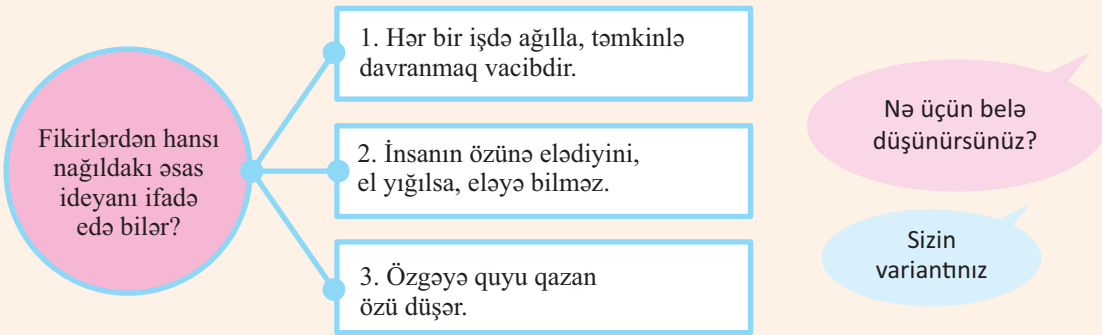 Fikirlərdən hansı
nağıldakı əsas
ideyanı ifadə
edə bilər?
1. Hər bir işdə ağılla, təmkinlə
davranmaq vacibdir.
2. İnsanın özünə elədiyini,
el yığılsa, eləyə bilməz.
3. Özgəyə quyu qazan
özü düşər.
Nə üçün belə
düşünürsünüz?
Sizin
variantınız